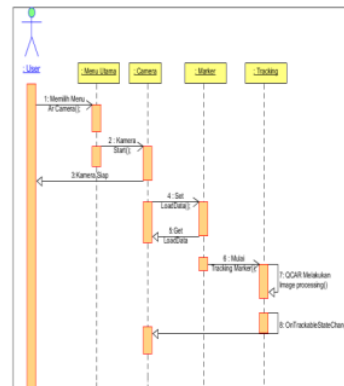 : User
: Menu Utama
: Camera
: Marker
: Tracking
1: Memilih Menu
Ar Camera();
2 : Kamera
Start();
3:Kamera Siap
4 : Set
LoadData();
5:Get
LoadData
6 : Mulai
Tracking Marker();
7: QCAR Melakukan
Image processing()
8: OnTrackableStateChan